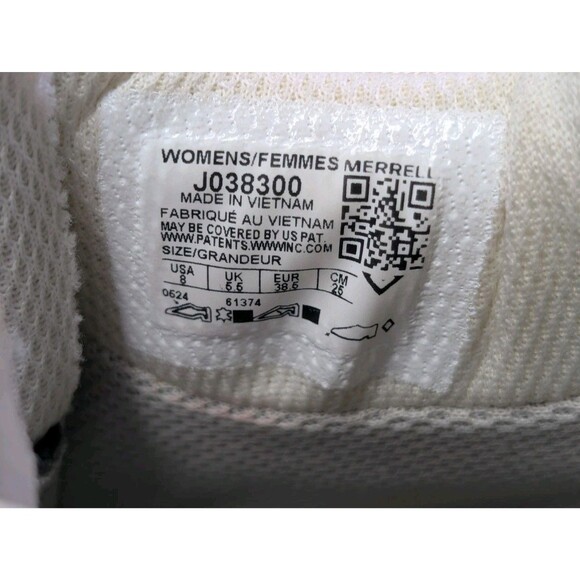 WOMENS/FEMMES MERRELL
J038300
MADE IN VIETNAM
FABRIQUÉ AU VIETNAM
MAY BE COVERED BY US PAT.
WWW.PATENTS.WWWINC.COM
SIZE/GRANDEUR
USA UK EUR CM
8 5.5 38.5 25
0524 61374